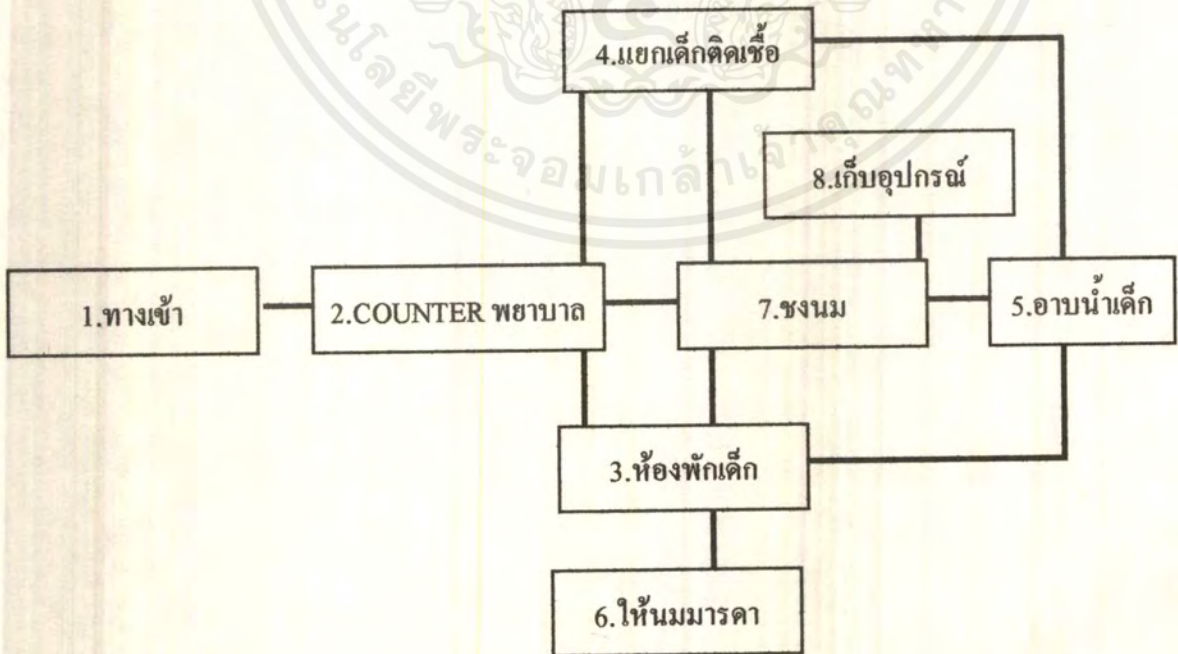 4.แยกเด็กติดเชื้อ
8.เก็บอุปกรณ์
1.ทางเข้า
2.COUNTER พยาบาล
7.ชงนม
5.อาบน้ำเด็ก
3.ห้องพักเด็ก
6.ให้นมมารดา